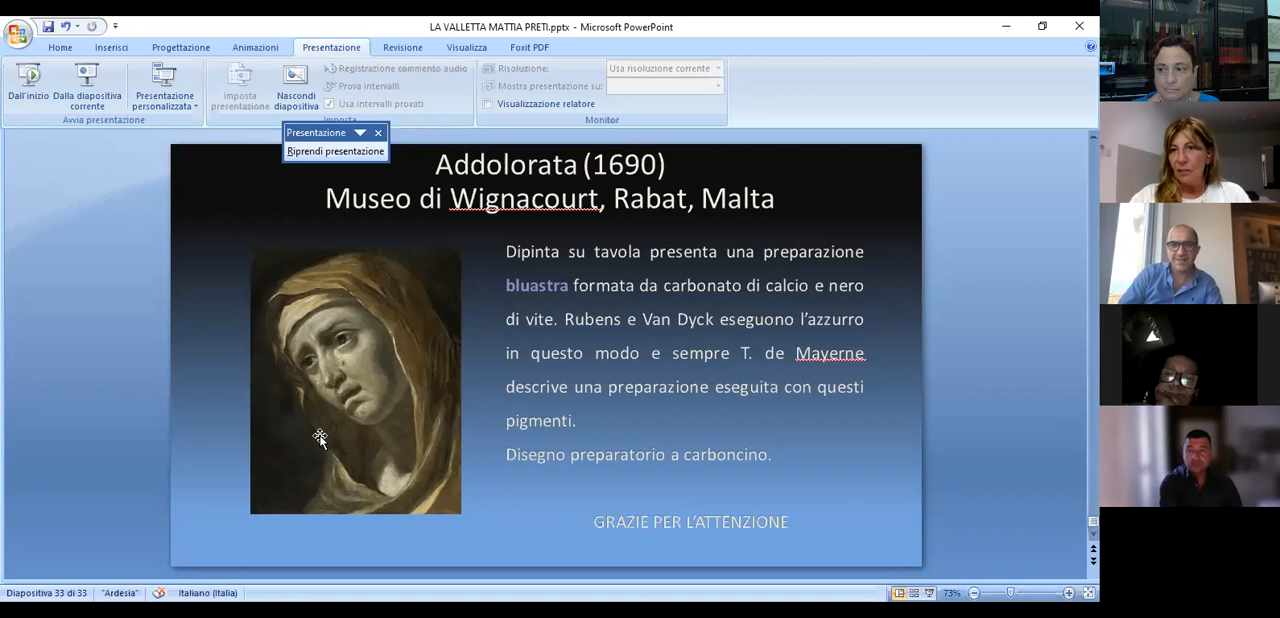 LA VALLETTA MATTIA PRETI.pptx - Microsoft PowerPoint
Home Inserisci Progettazione Animazioni Presentazione Revisione Visualizza Foxit PDF
Dall'inizio
Dalla diapositiva corrente
Presentazione personalizzata
Avvia presentazione
Imposta presentazione
Nascondi diapositiva
Registrazione commento audio
Prova intervalli
Usa intervalli provati
Imposta
Risoluzione: Usa risoluzione corrente
Mostra presentazione su:
Visualizzazione relatore
Monitor
Presentazione
Riprendi presentazione
Addolorata (1690)
Museo di Wignacourt, Rabat, Malta
Dipinta su tavola presenta una preparazione
bluastra formata da carbonato di calcio e nero
di vite. Rubens e Van Dyck eseguono l'azzurro
in questo modo e sempre T. de Mayerne
descrive una preparazione eseguita con questi
pigmenti.
Disegno preparatorio a carboncino.
GRAZIE PER L'ATTENZIONE
Diapositiva 33 di 33 "Ardesia" Italiano (Italia) 73%